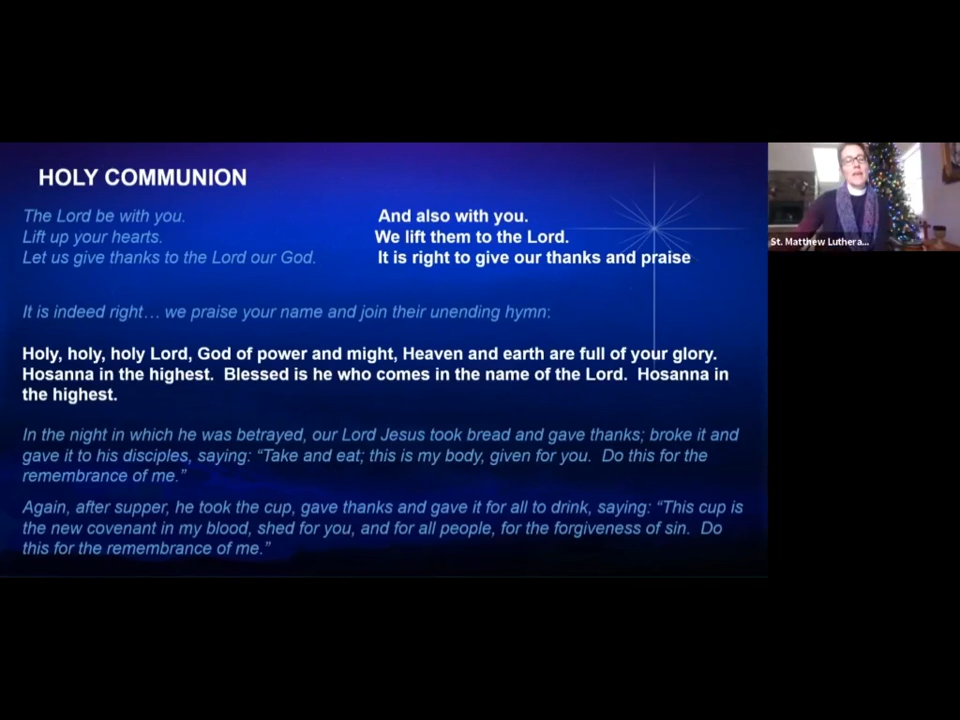 HOLY COMMUNION
The Lord be with you. And also with you.
Lift up your hearts. We lift them to the Lord.
Let us give thanks to the Lord our God. It is right to give our thanks and praise
It is indeed right… we praise your name and join their unending hymn:
Holy, holy, holy Lord, God of power and might, Heaven and earth are full of your glory.
Hosanna in the highest. Blessed is he who comes in the name of the Lord. Hosanna in
the highest.
In the night in which he was betrayed, our Lord Jesus took bread and gave thanks; broke it and
gave it to his disciples, saying: “Take and eat; this is my body, given for you. Do this for the
remembrance of me.”
Again, after supper, he took the cup, gave thanks and gave it for all to drink, saying: “This cup is
the new covenant in my blood, shed for you, and for all people, for the forgiveness of sin. Do
this for the remembrance of me.”
St. Matthew Luthera...